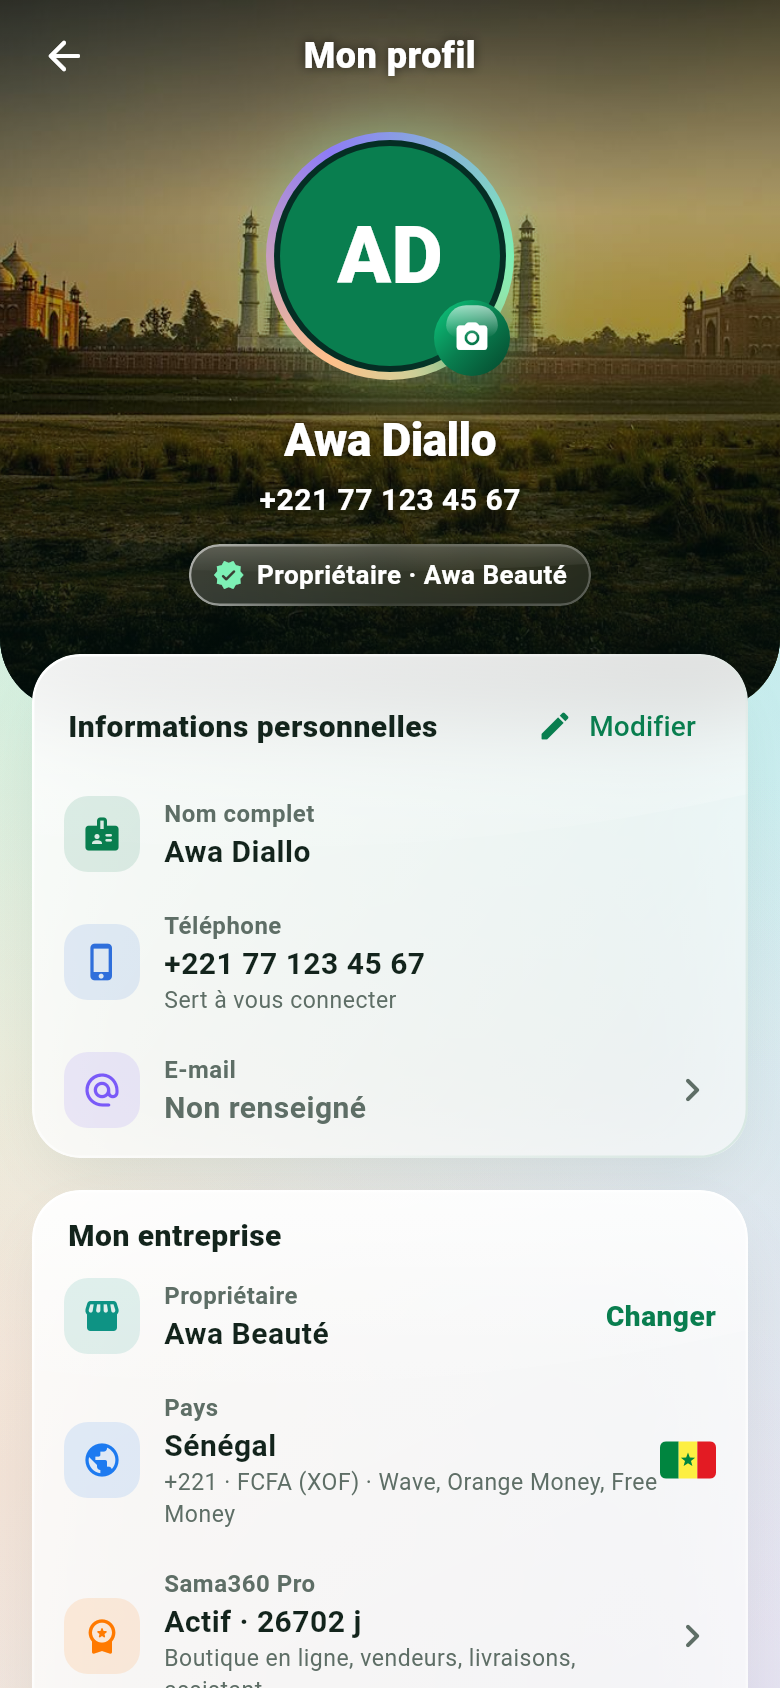 Mon profil
AD
Awa Diallo
+221 77 123 45 67
Propriétaire · Awa Beauté
Informations personnelles
Modifier
Nom complet
Awa Diallo
Téléphone
+221 77 123 45 67
Sert à vous connecter
E-mail
Non renseigné
Mon entreprise
Propriétaire
Awa Beauté
Changer
Pays
Sénégal
+221 · FCFA (XOF) · Wave, Orange Money, Free
Money
Sama360 Pro
Actif · 26702 j
Boutique en ligne, vendeurs, livraisons,